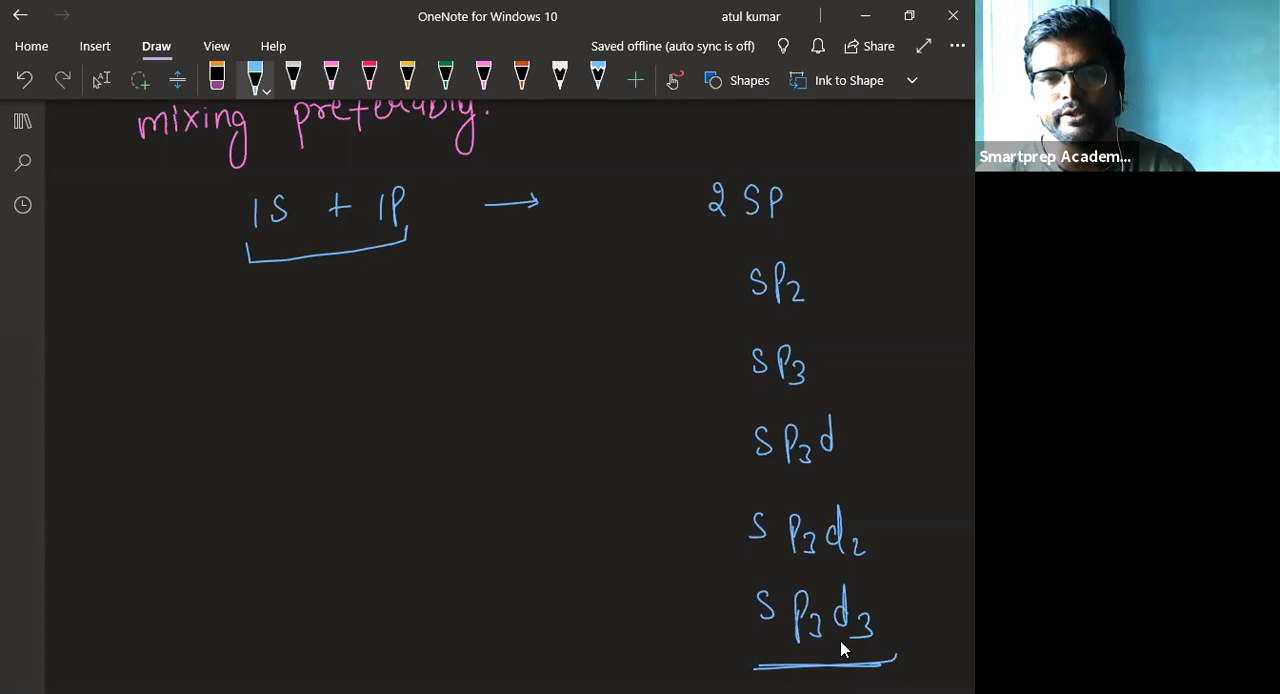 OneNote for Windows 10
atul kumar
Home Insert Draw View Help
Saved offline (auto sync is off) Share
Shapes Ink to Shape
Smartprep Academ...
mixing preferably.
1S + 1P → 2 SP
SP2
SP3
SP3d
SP3d2
SP3d3